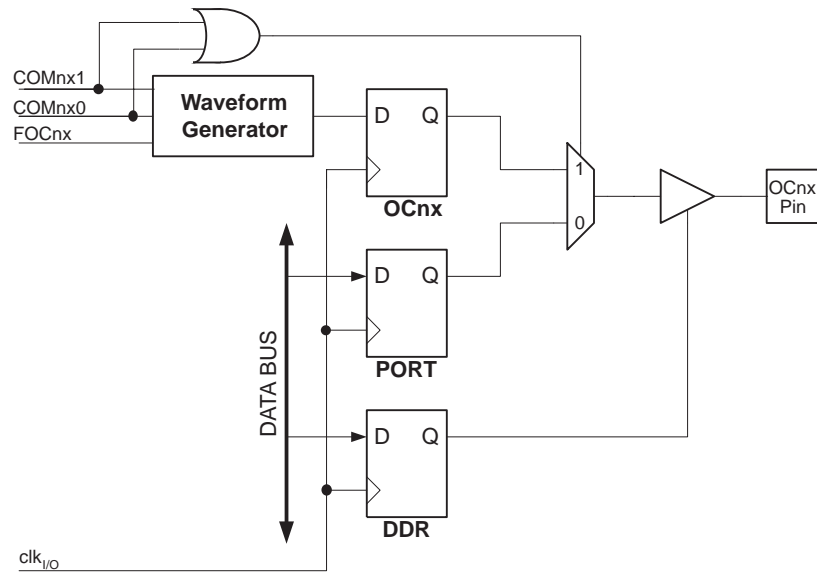 COMnx1
COMnx0
FOCnx
Waveform
Generator
D Q
OCnx
1
0
OCnx
Pin
D Q
PORT
DATA BUS
D Q
DDR
clkI/O